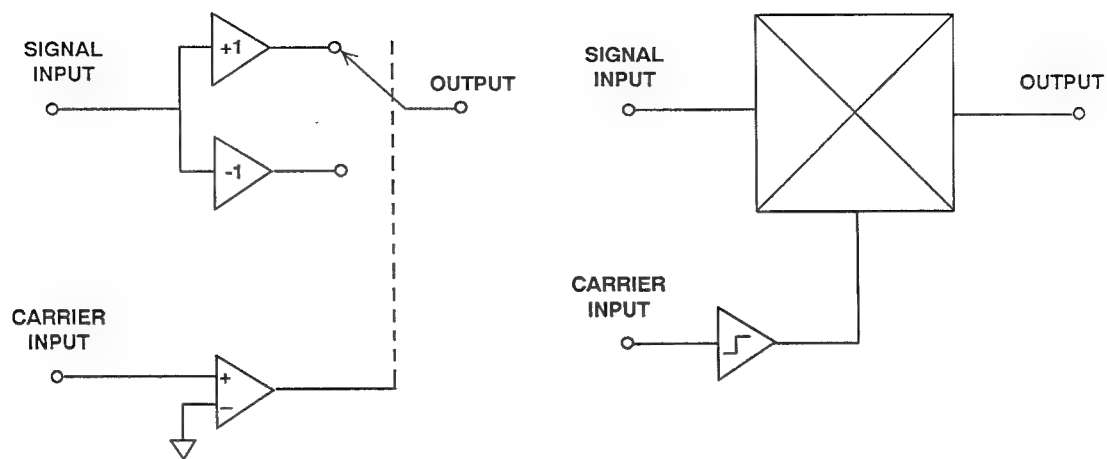 SIGNAL
INPUT
+1
OUTPUT
-1
CARRIER
INPUT
+
−
SIGNAL
INPUT
OUTPUT
CARRIER
INPUT